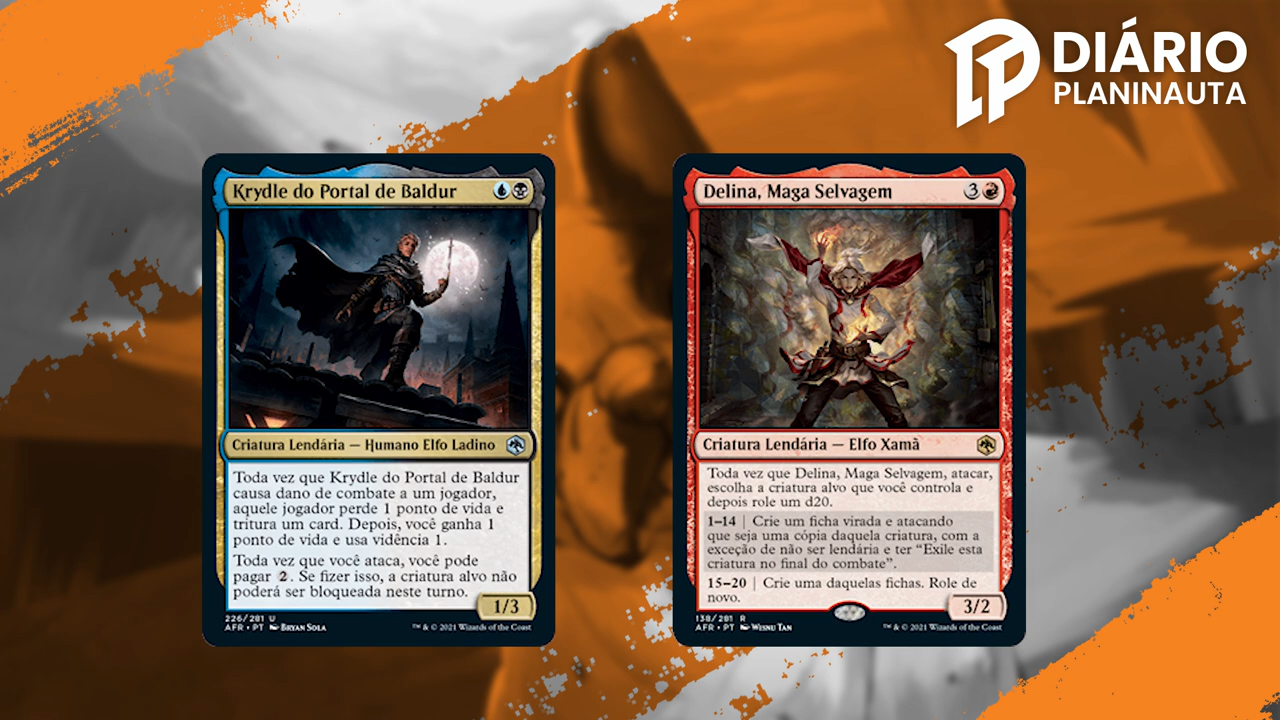 DIÁRIO
PLANINAUTA
Krydle do Portal de Baldur
Criatura Lendária — Humano Elfo Ladino
Toda vez que Krydle do Portal de Baldur
causa dano de combate a um jogador,
aquele jogador perde 1 ponto de vida e
tritura um card. Depois, você ganha 1
ponto de vida e usa vidência 1.
Toda vez que você ataca, você pode
pagar 2. Se fizer isso, a criatura alvo não
poderá ser bloqueada neste turno.
1/3
226/281 U
AFR • PT BRYAN SOLA
™ & © 2021 Wizards of the Coast
Delina, Maga Selvagem 3
Criatura Lendária — Elfo Xamã
Toda vez que Delina, Maga Selvagem, atacar,
escolha a criatura alvo que você controla e
depois role um d20.
1–14 | Crie um ficha virada e atacando
que seja uma cópia daquela criatura, com a
exceção de não ser lendária e ter “Exile esta
criatura no final do combate”.
15–20 | Crie uma daquelas fichas. Role de
novo.
3/2
138/281 R
AFR • PT WISNU TAN
™ & © 2021 Wizards of the Coast